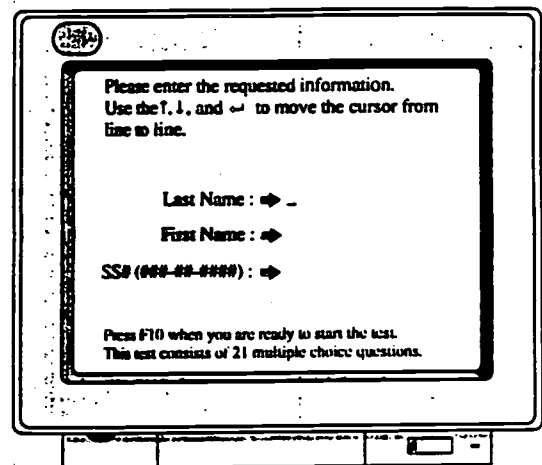 Please enter the requested information.
Use the ↑, ↓, and ↵ to move the cursor from
line to line.
Last Name : ➡ _
First Name : ➡
SS# (###-##-####) : ➡
Press F10 when you are ready to start the test.
This test consists of 21 multiple choice questions.